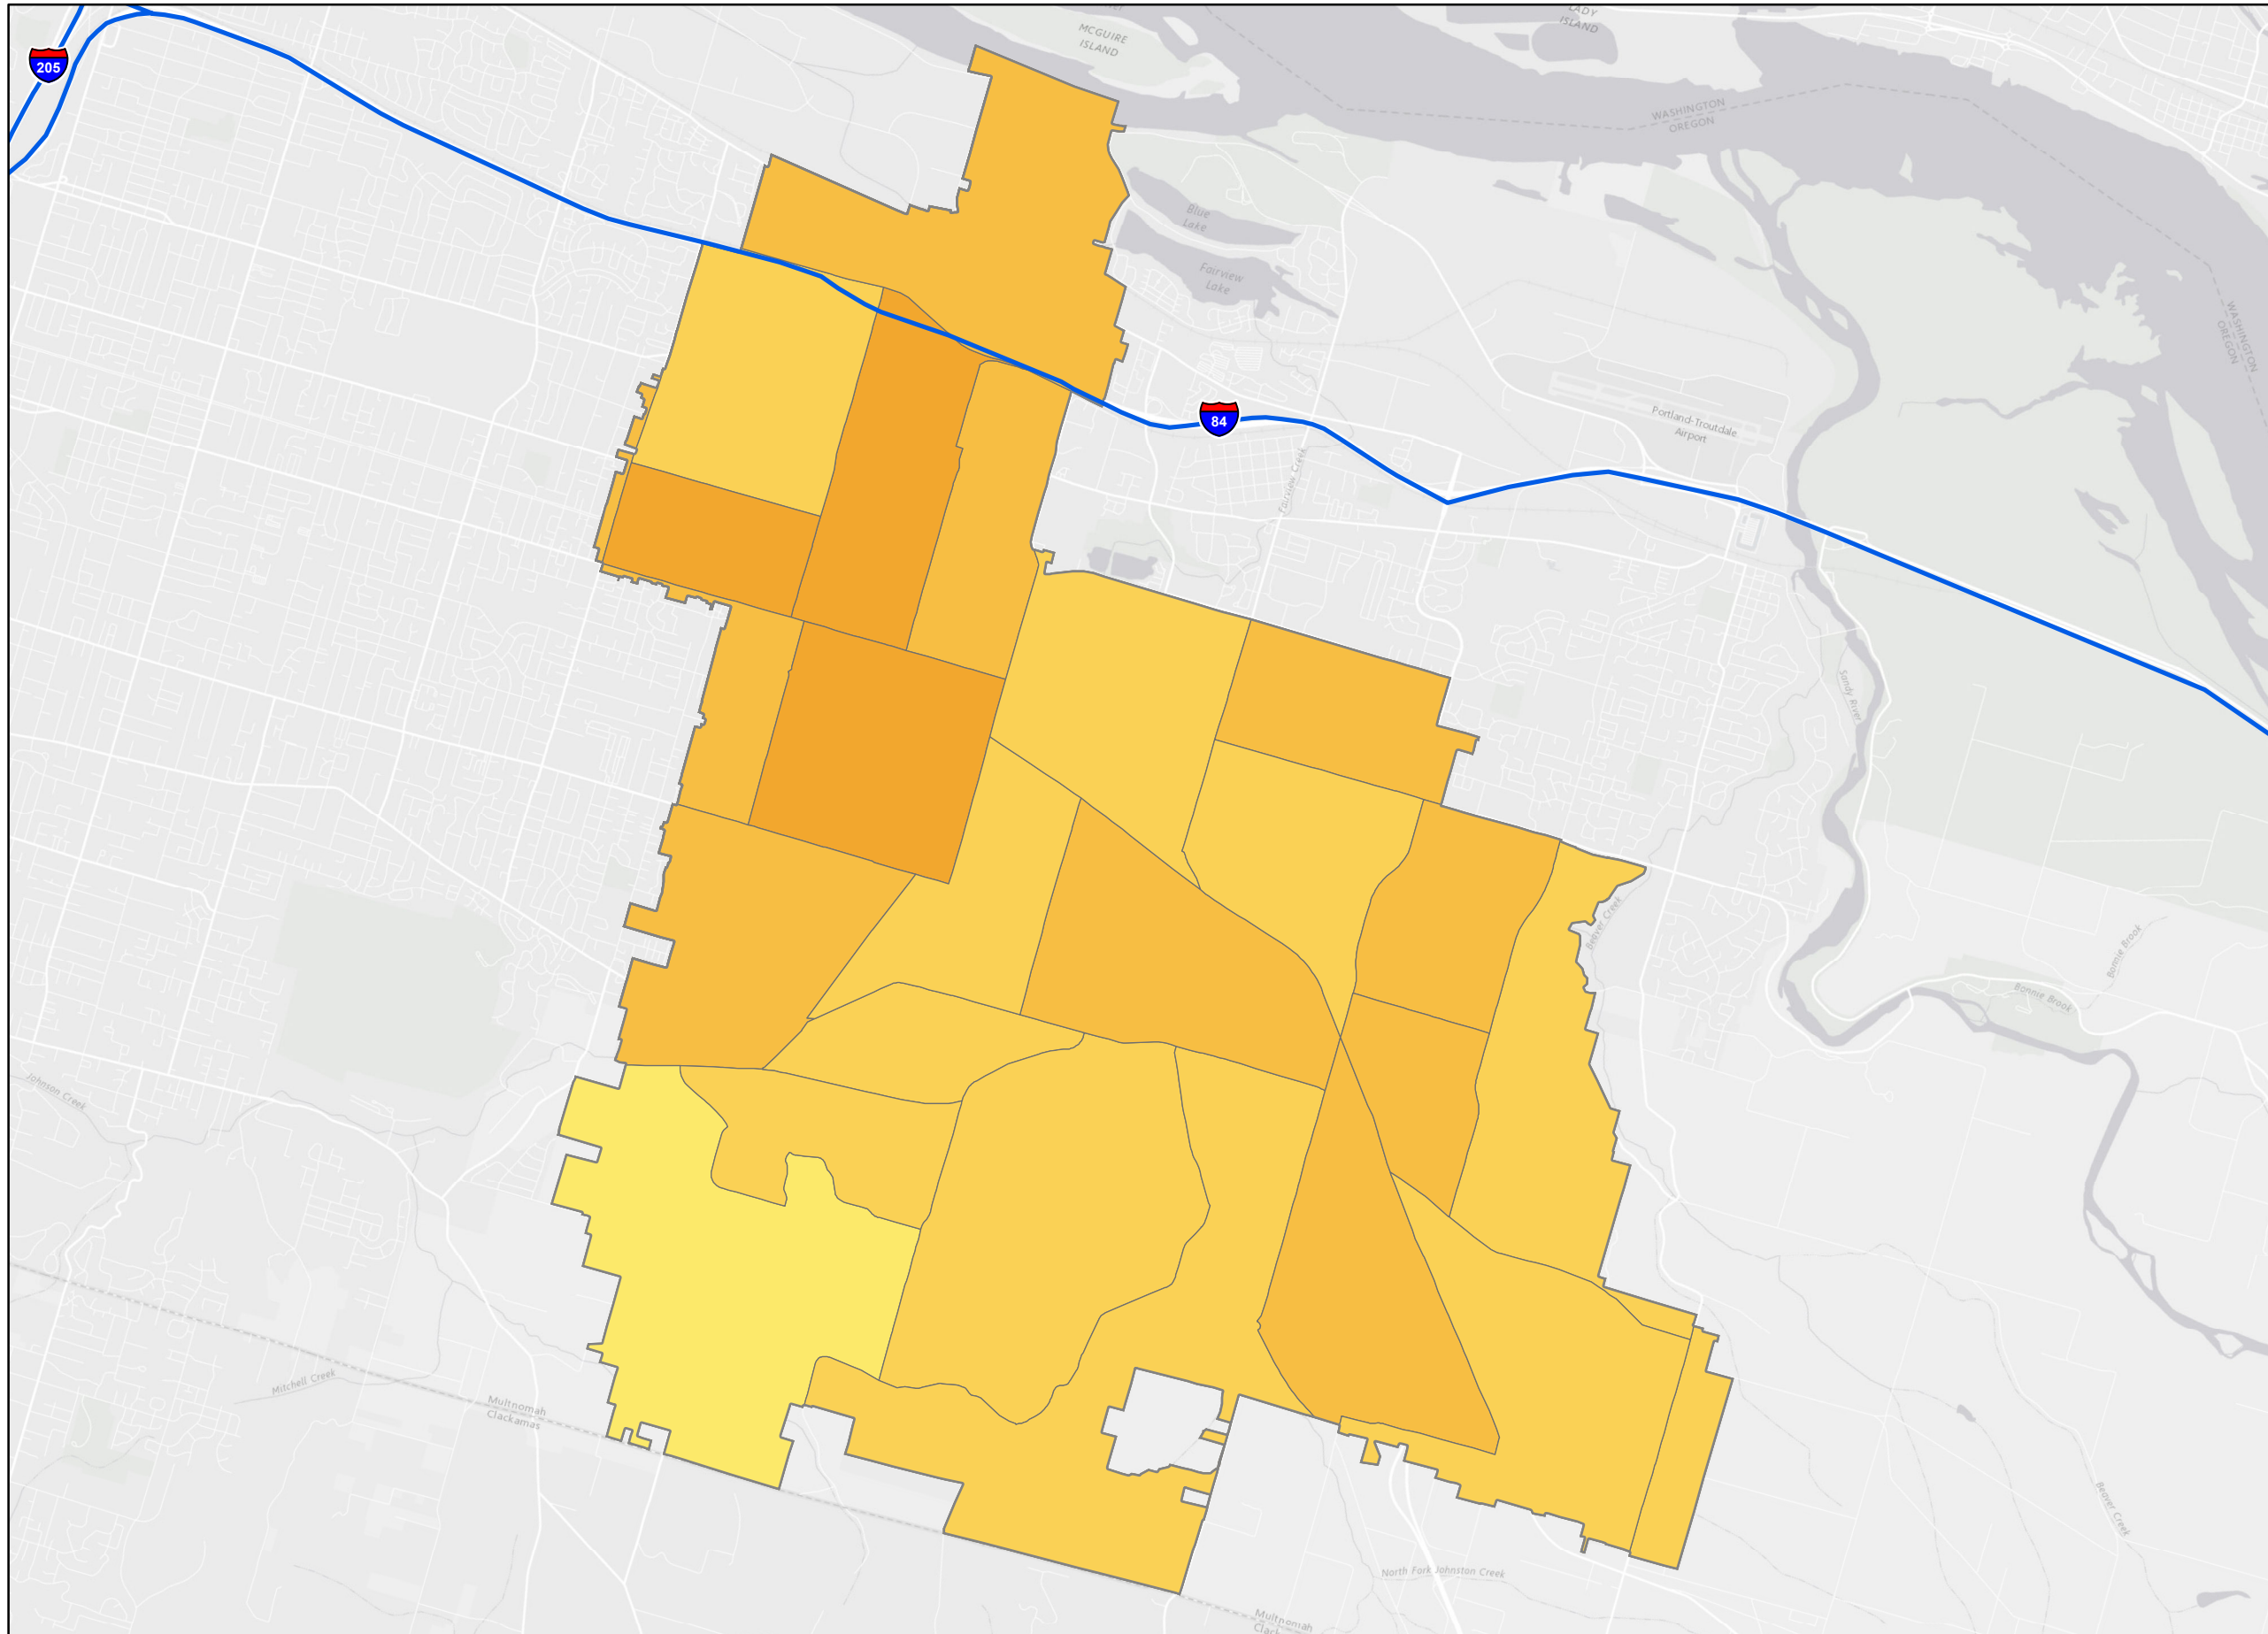 MCGUIRE
ISLAND
LADY
ISLAND
205
WASHINGTON
OREGON
Blue
Lake
Fairview
Lake
WASHINGTON
OREGON
84
Portland-Troutdale
Airport
Fairview Creek
Sandy River
Beaver Creek
Bonnie Brook
Bonnie Brook
Johnson Creek
Mitchell Creek
Multnomah
Clackamas
Beaver Creek
North Fork Johnston Creek
Multnomah